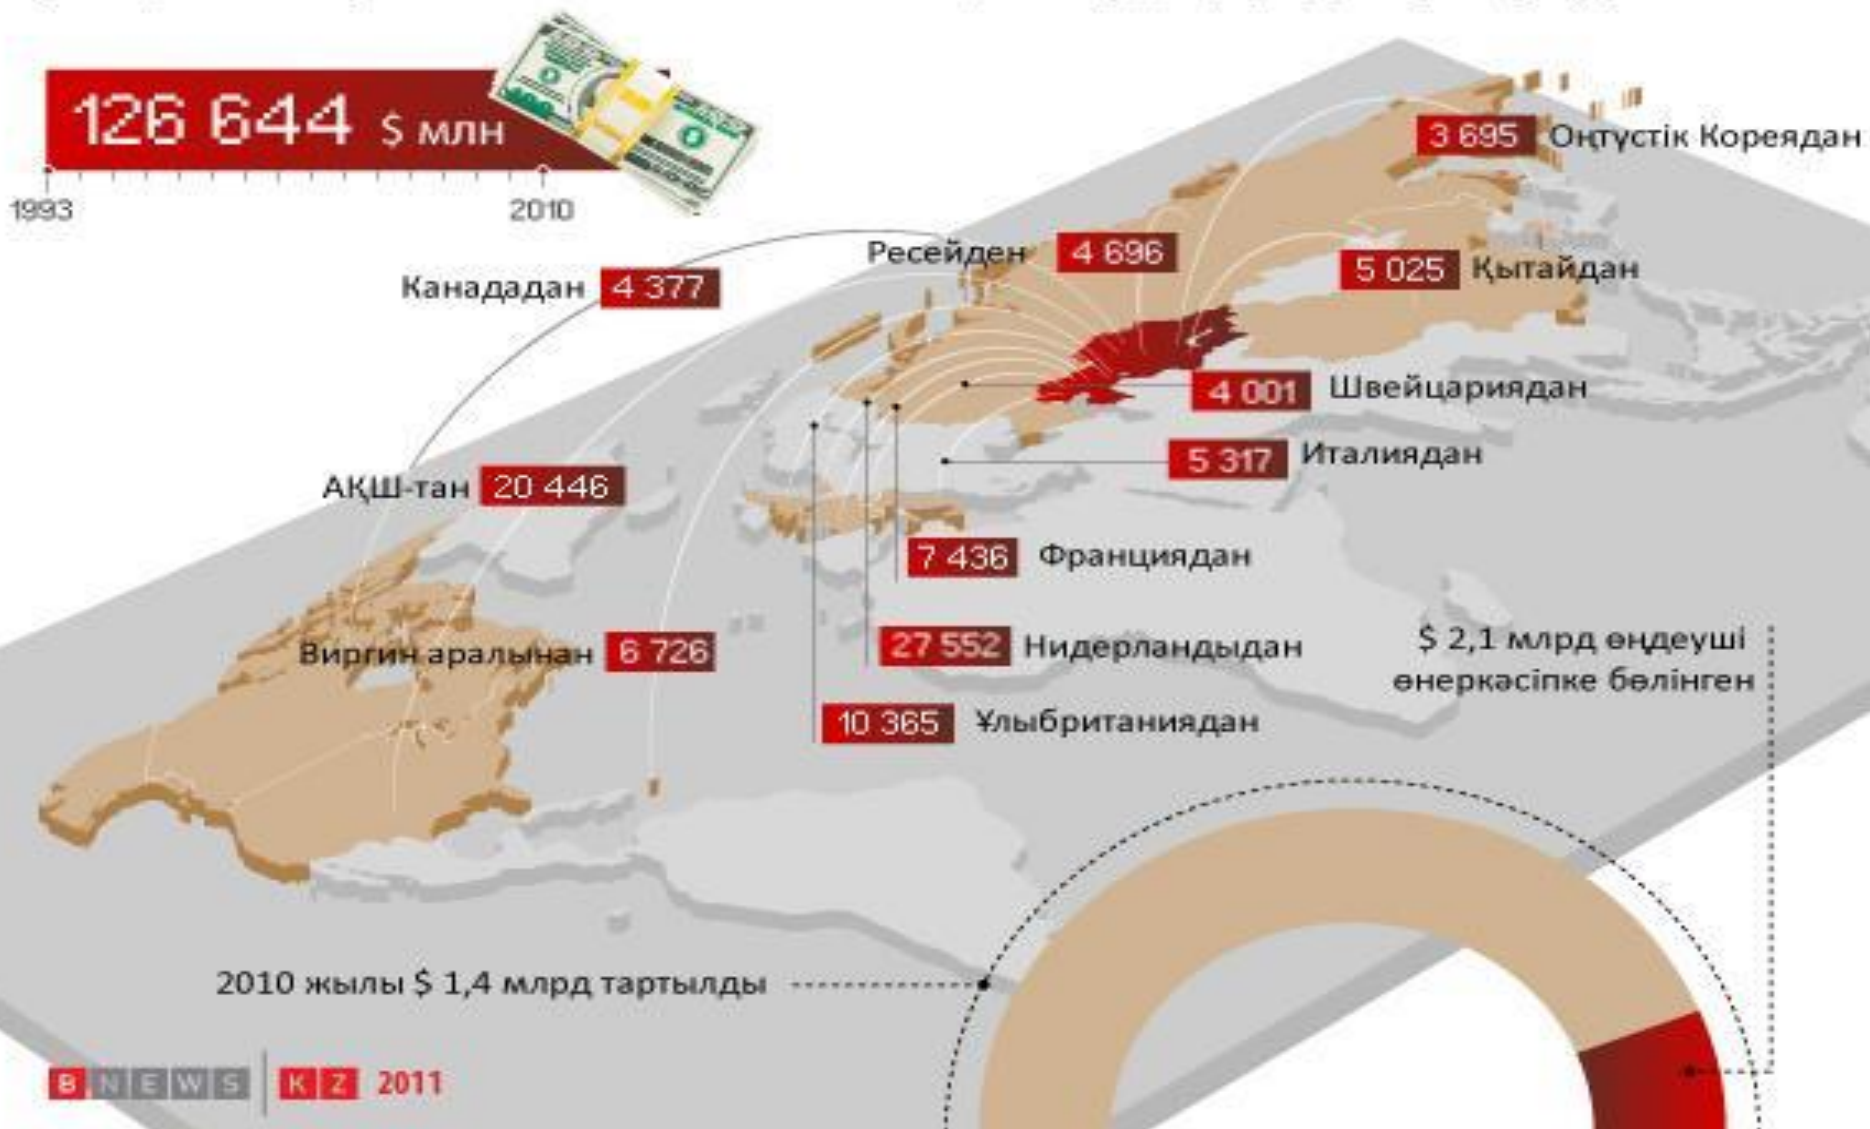 126 644 $ млн
1993
2010
3 695 Оңтүстік Кореядан
Ресейден 4 696
5 025 Қытайдан
Канададан 4 377
4 001 Швейцариядан
5 317 Италиядан
АҚШ-тан 20 446
7 436 Франциядан
27 552 Нидерландыдан
Виргин аралынан 6 726
10 365 Ұлыбританиядан
$ 2,1 млрд өңдеуші
өнеркәсіпке бөлінген
2010 жылы $ 1,4 млрд тартылды
BNEWS KZ 2011